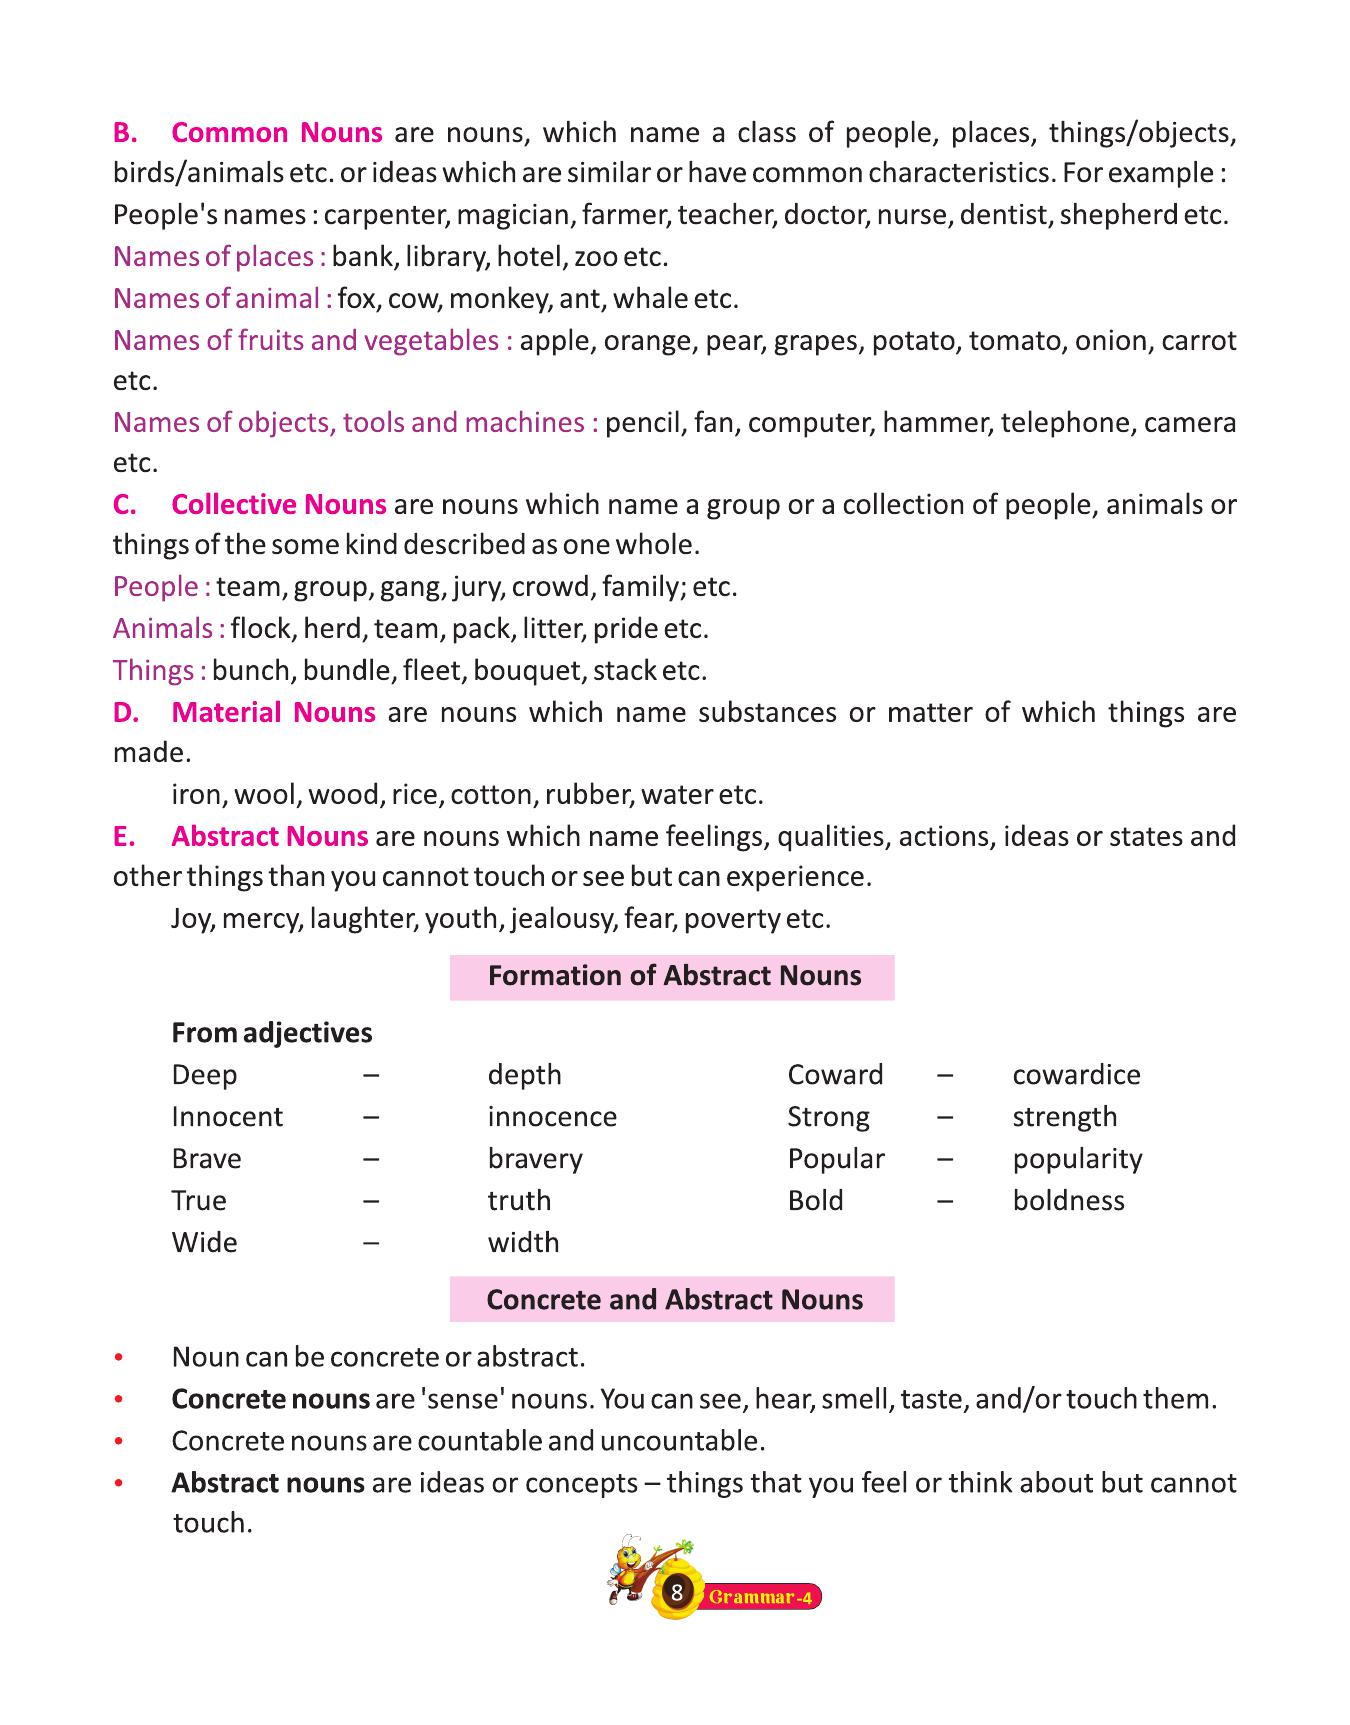 B. Common Nouns are nouns, which name a class of people, places, things/objects,
birds/animals etc. or ideas which are similar or have common characteristics. For example :
People's names : carpenter, magician, farmer, teacher, doctor, nurse, dentist, shepherd etc.
Names of places : bank, library, hotel, zoo etc.
Names of animal : fox, cow, monkey, ant, whale etc.
Names of fruits and vegetables : apple, orange, pear, grapes, potato, tomato, onion, carrot
etc.
Names of objects, tools and machines : pencil, fan, computer, hammer, telephone, camera
etc.
C. Collective Nouns are nouns which name a group or a collection of people, animals or
things of the some kind described as one whole.
People : team, group, gang, jury, crowd, family; etc.
Animals : flock, herd, team, pack, litter, pride etc.
Things : bunch, bundle, fleet, bouquet, stack etc.
D. Material Nouns are nouns which name substances or matter of which things are
made.
iron, wool, wood, rice, cotton, rubber, water etc.
E. Abstract Nouns are nouns which name feelings, qualities, actions, ideas or states and
other things than you cannot touch or see but can experience.
Joy, mercy, laughter, youth, jealousy, fear, poverty etc.
Formation of Abstract Nouns
From adjectives
Deep – depth Coward – cowardice
Innocent – innocence Strong – strength
Brave – bravery Popular – popularity
True – truth Bold – boldness
Wide – width
Concrete and Abstract Nouns
• Noun can be concrete or abstract.
• Concrete nouns are 'sense' nouns. You can see, hear, smell, taste, and/or touch them.
• Concrete nouns are countable and uncountable.
• Abstract nouns are ideas or concepts – things that you feel or think about but cannot
touch.
8 Grammar-4